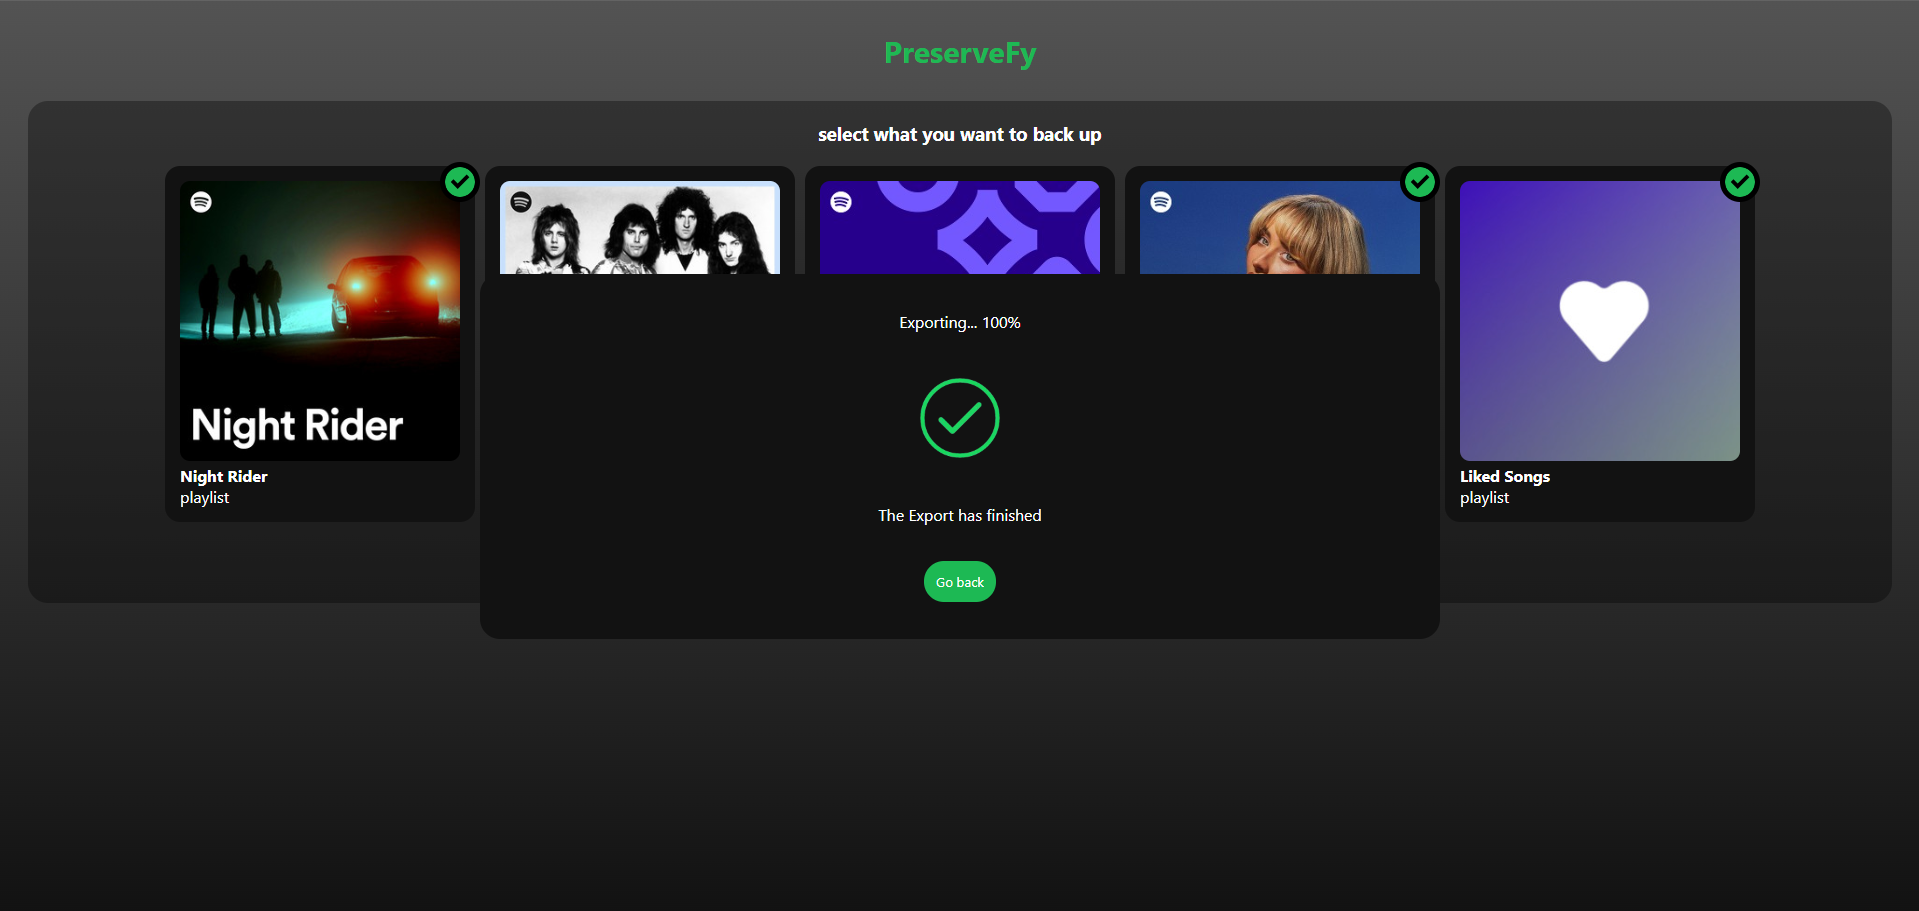 PreserveFy
select what you want to back up
Night Rider
Night Rider
playlist
Exporting... 100%
The Export has finished
Go back
Liked Songs
playlist